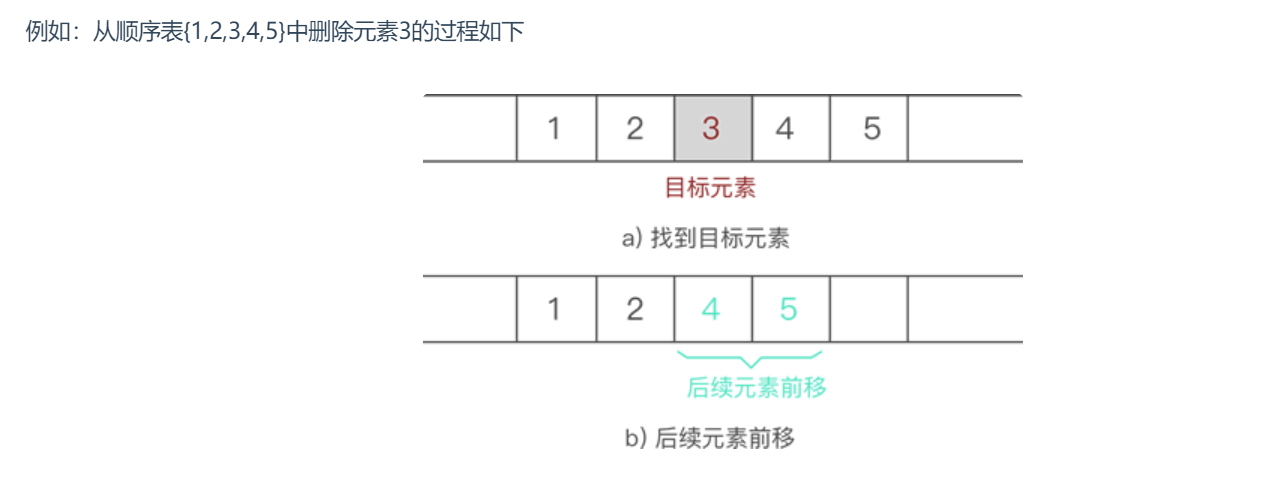 例如：从顺序表{1,2,3,4,5}中删除元素3的过程如下
1 2 3 4 5
目标元素
a) 找到目标元素
1 2 4 5
后续元素前移
b) 后续元素前移